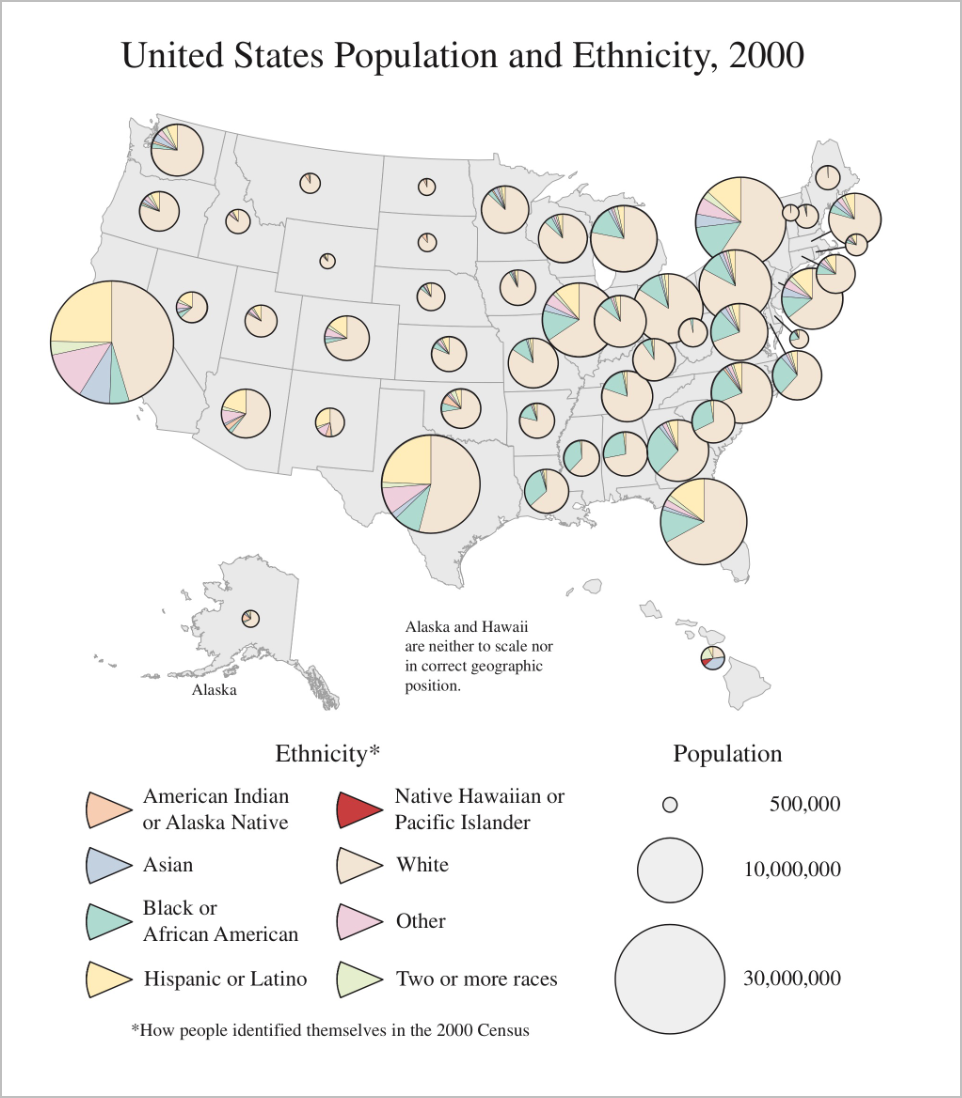 United States Population and Ethnicity, 2000
Alaska and Hawaii
are neither to scale nor
in correct geographic
position.
Alaska
Ethnicity*
Population
American Indian
or Alaska Native
Native Hawaiian or
Pacific Islander
500,000
Asian
White
10,000,000
Black or
African American
Other
Hispanic or Latino
Two or more races
30,000,000
*How people identified themselves in the 2000 Census